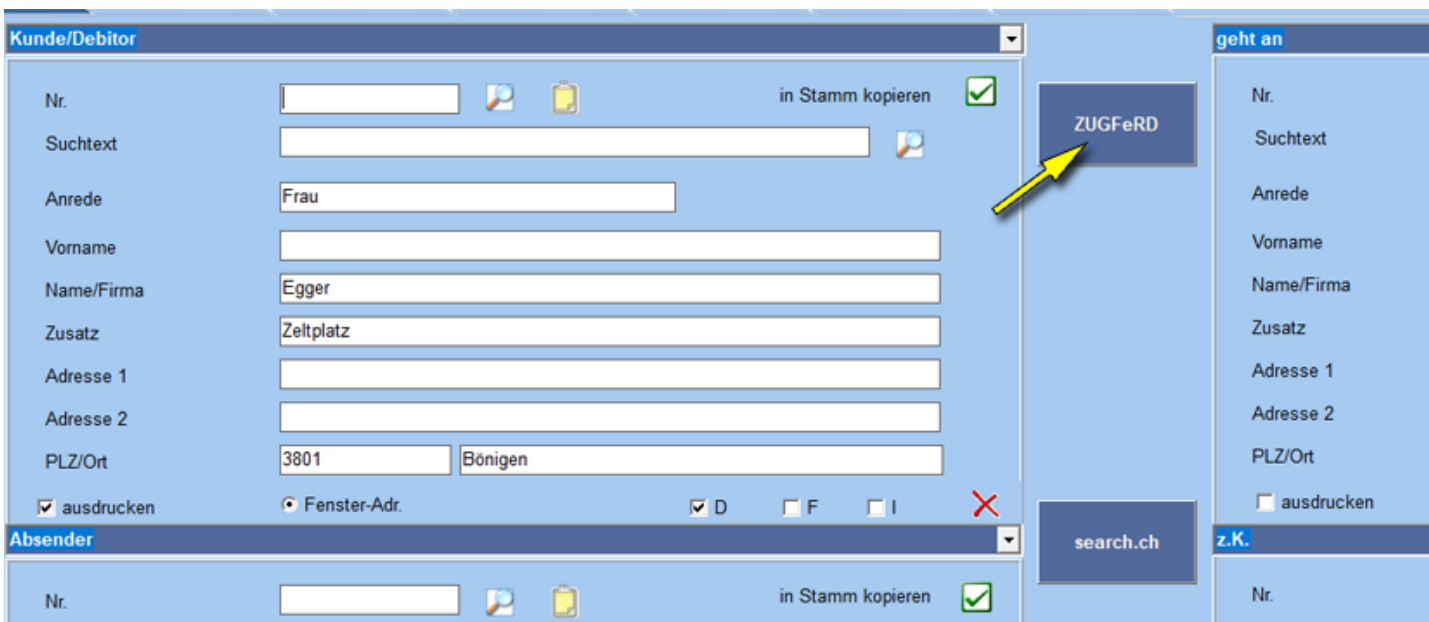 Kunde/Debitor
Nr.
in Stamm kopieren
Suchtext
Anrede
Frau
Vorname
Name/Firma
Egger
Zusatz
Zeltplatz
Adresse 1
Adresse 2
PLZ/Ort
3801
Bönigen
ausdrucken
Fenster-Adr.
D
F
I
ZUGFeRD
search.ch
geht an
Nr.
Suchtext
Anrede
Vorname
Name/Firma
Zusatz
Adresse 1
Adresse 2
PLZ/Ort
ausdrucken
Absender
Nr.
in Stamm kopieren
z.K.
Nr.